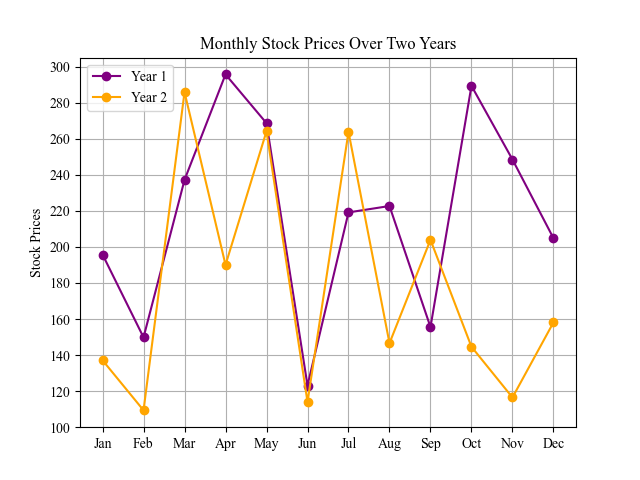 Monthly Stock Prices Over Two Years
Year 1
Year 2
Stock Prices
300
280
260
240
220
200
180
160
140
120
100
Jan Feb Mar Apr May Jun Jul Aug Sep Oct Nov Dec